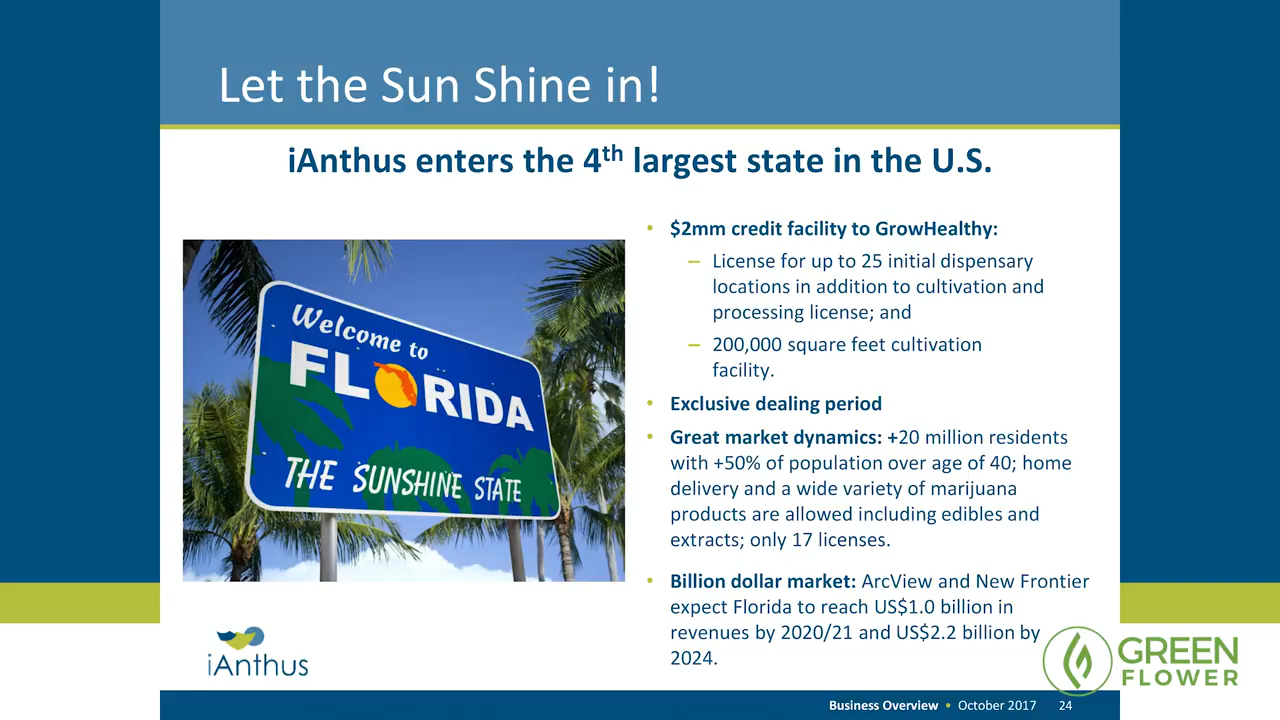 Let the Sun Shine in!
iAnthus enters the 4th largest state in the U.S.
Welcome to
FLORIDA
THE SUNSHINE STATE
• $2mm credit facility to GrowHealthy:
– License for up to 25 initial dispensary
locations in addition to cultivation and
processing license; and
– 200,000 square feet cultivation
facility.
• Exclusive dealing period
• Great market dynamics: +20 million residents
with +50% of population over age of 40; home
delivery and a wide variety of marijuana
products are allowed including edibles and
extracts; only 17 licenses.
• Billion dollar market: ArcView and New Frontier
expect Florida to reach US$1.0 billion in
revenues by 2020/21 and US$2.2 billion by
2024.
iAnthus
GREEN
FLOWER
Business Overview • October 2017 24